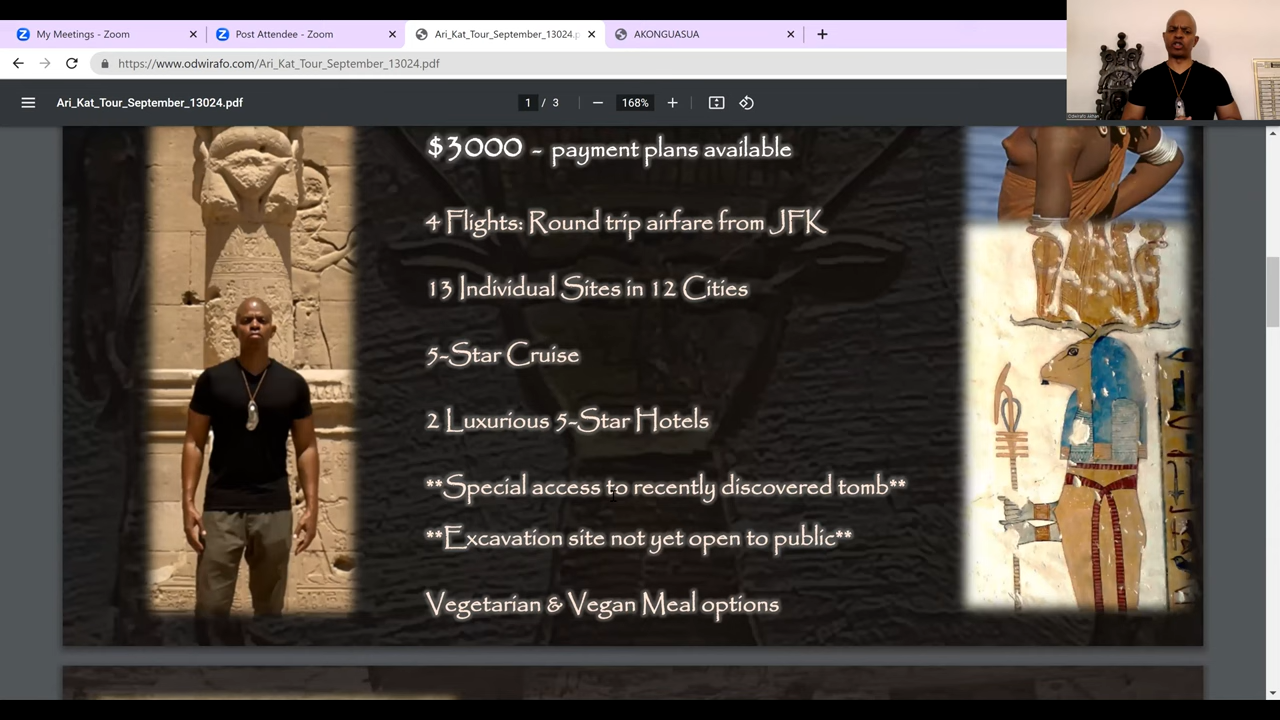 My Meetings - Zoom
Post Attendee - Zoom
Ari_Kat_Tour_September_13024.p
AKONGUASUA
https://www.odwirafo.com/Ari_Kat_Tour_September_13024.pdf
Ari_Kat_Tour_September_13024.pdf
1 / 3
168%
$3000 - payment plans available
4 Flights: Round trip airfare from JFK
13 Individual Sites in 12 Cities
5-Star Cruise
2 Luxurious 5-Star Hotels
**Special access to recently discovered tomb**
**Excavation site not yet open to public**
Vegetarian & Vegan Meal options